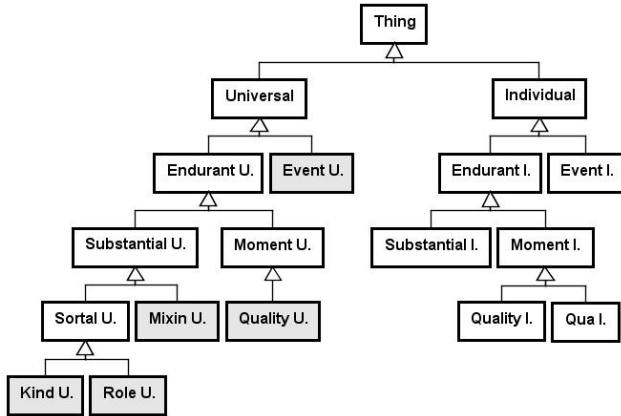 Thing
Universal
Individual
Endurant U.
Event U.
Endurant I.
Event I.
Substantial U.
Moment U.
Substantial I.
Moment I.
Sortal U.
Mixin U.
Quality U.
Quality I.
Qua I.
Kind U.
Role U.